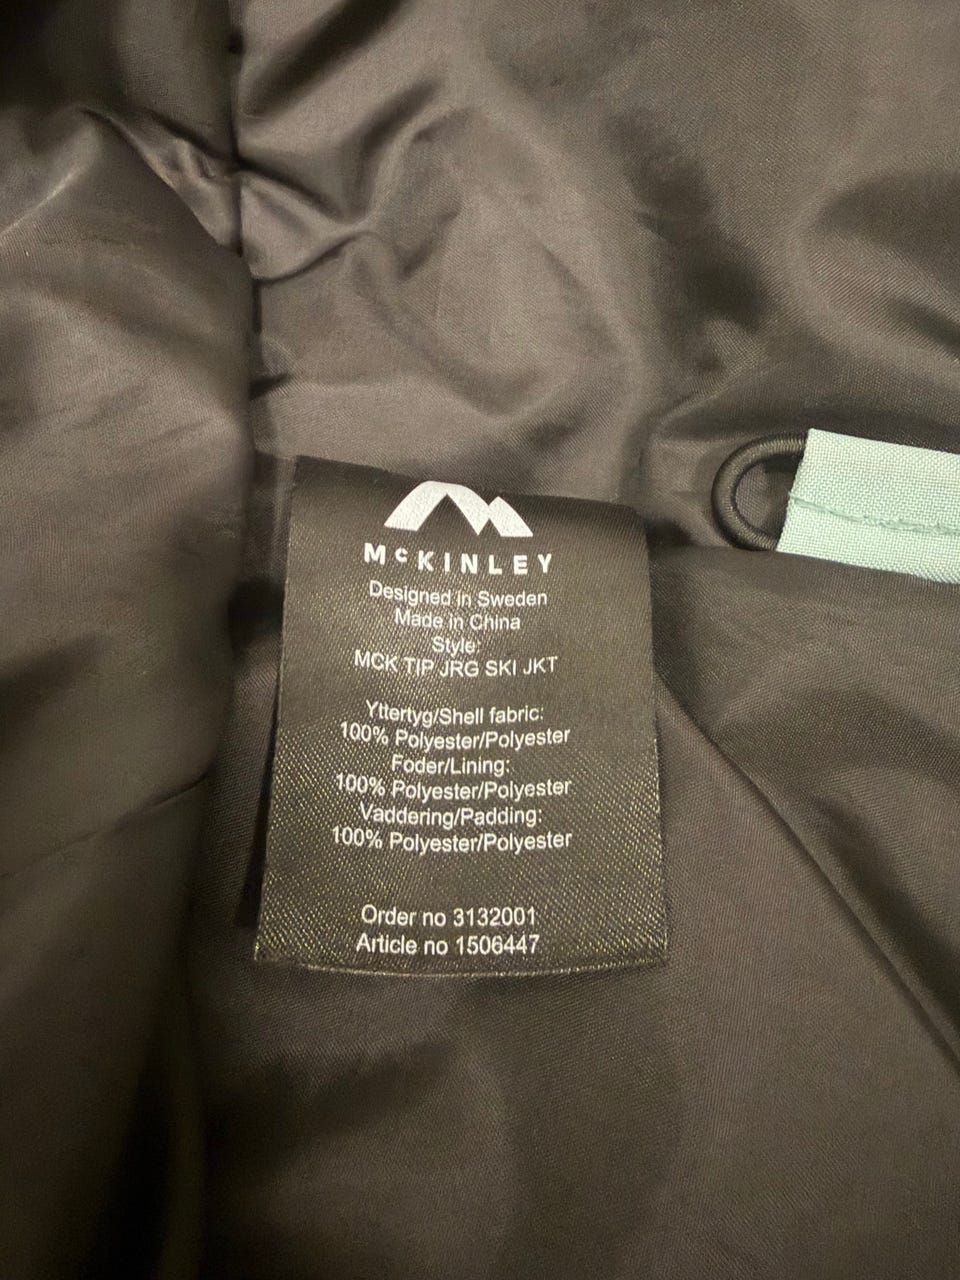 McKINLEY
Designed in Sweden
Made in China
Style:
MCK TIP JRG SKI JKT
Yttertyg/Shell fabric:
100% Polyester/Polyester
Foder/Lining:
100% Polyester/Polyester
Vaddering/Padding:
100% Polyester/Polyester
Order no 3132001
Article no 1506447